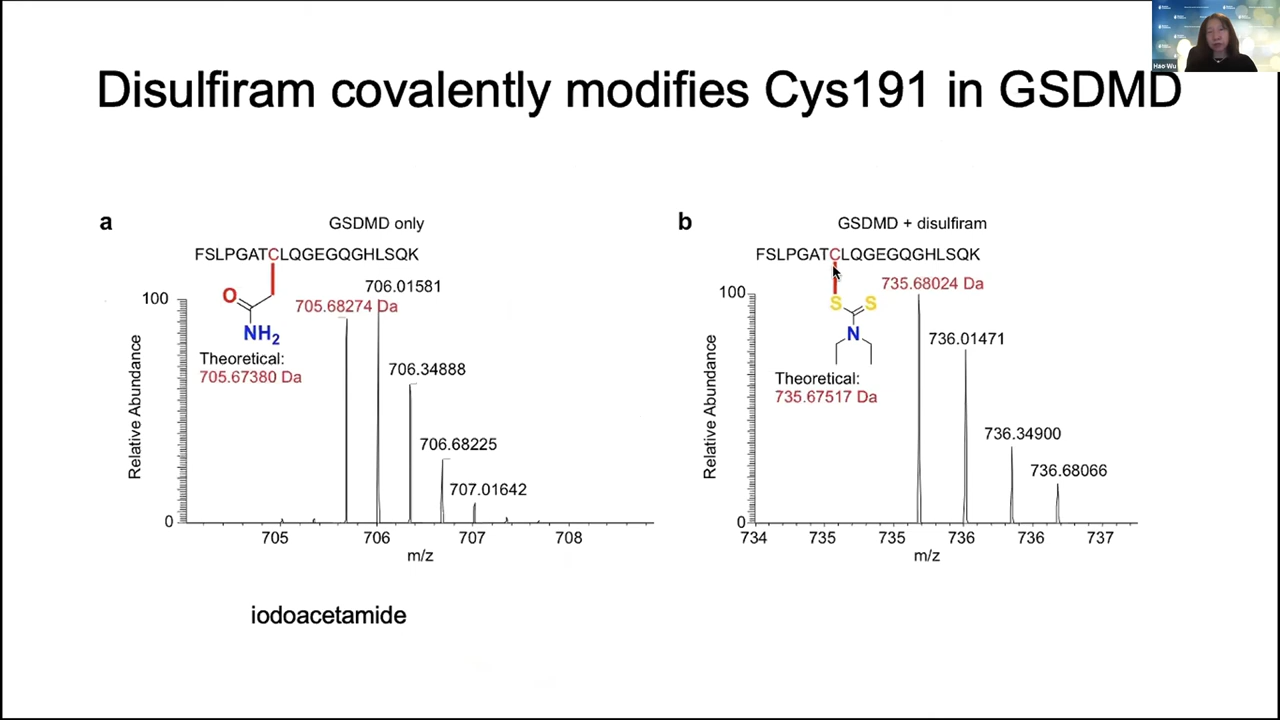 Disulfiram covalently modifies Cys191 in GSDMD
Hao Wu
a
GSDMD only
FSLPGATCLQGEGQGHLSQK
O
NH2
Theoretical:
705.67380 Da
705.68274 Da
706.01581
706.34888
706.68225
707.01642
100
0
Relative Abundance
705 706 707 708
m/z
iodoacetamide
b
GSDMD + disulfiram
FSLPGATCLQGEGQGHLSQK
S S
N
Theoretical:
735.67517 Da
735.68024 Da
736.01471
736.34900
736.68066
100
0
Relative Abundance
734 735 735 736 736 737
m/z